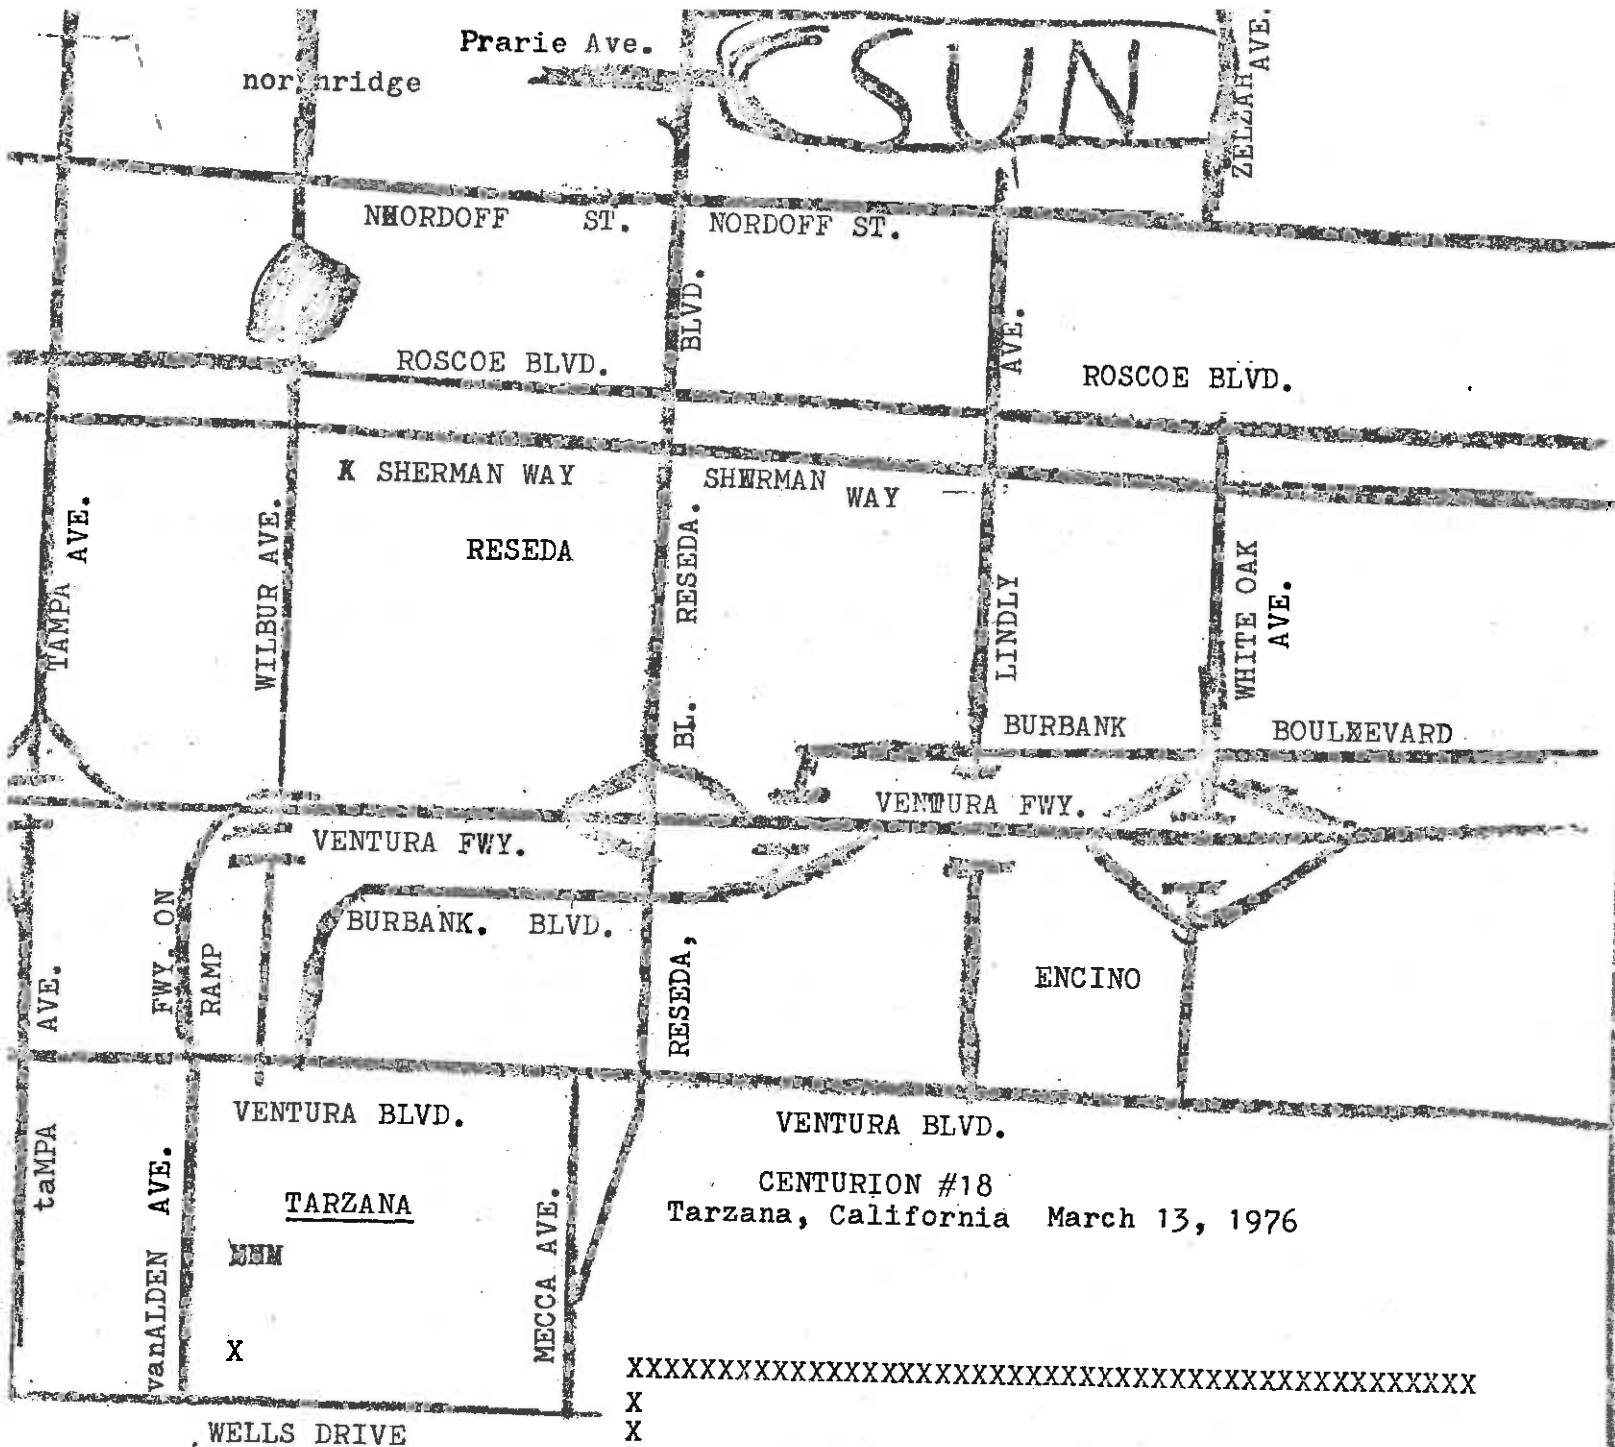 Prarie Ave.
northridge
CSUN
ZELZAH AVE.
NHORDOFF ST.
NORDOFF ST.
BLVD.
AVE.
ROSCOE BLVD.
ROSCOE BLVD.
X SHERMAN WAY
SHERMAN WAY
TAMPA AVE.
WILBUR AVE.
RESEDA
RESEDA.
BL.
LINDLY
WHITE OAK
AVE.
BURBANK
BOULEVARD
VENTURA FWY.
VENTURA FWY.
BURBANK. BLVD.
FWY. ON
RAMP
AVE.
RESEDA,
ENCINO
VENTURA BLVD.
VENTURA BLVD.
taMPA
vanALDEN AVE.
TARZANA
MECCA AVE.
CENTURION #18
Tarzana, California March 13, 1976
X
XXXXXXXXXXXXXXXXXXXXXXXXXXXXXXXXXXXXXXXXXXXXXX
X
X
WELLS DRIVE